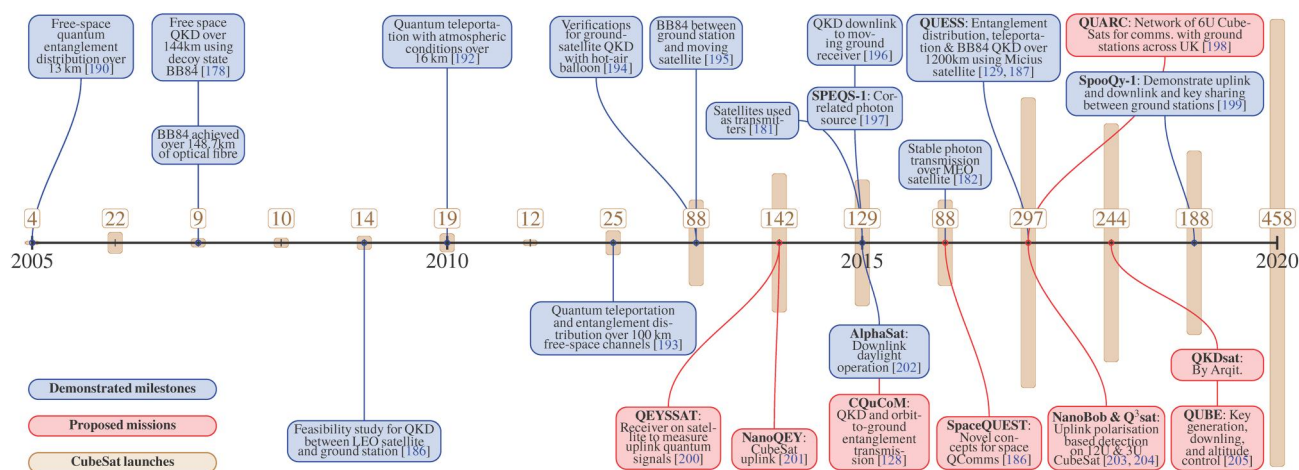 Free-space
quantum
entanglement
distribution over
13 km [190]
Free space
QKD over
144km using
decoy state
BB84 [178]
BB84 achieved
over 148.7km
of optical fibre
Quantum teleporta-
tion with atmospheric
conditions over
16 km [192]
Verifications
for ground-
satellite QKD
with hot-air
balloon [194]
BB84 between
ground station
and moving
satellite [195]
Satellites used
as transmit-
ters [181]
QKD downlink
to mov-
ing ground
receiver [196]
SPEQS-1: Cor-
related photon
source [197]
QUESS: Entanglement
distribution, teleporta-
tion & BB84 QKD over
1200km using Micius
satellite [129, 187]
Stable photon
transmission
over MEO
satellite [182]
QUARC: Network of 6U Cube-
Sats for comms. with ground
stations across UK [198]
SpooQy-1: Demonstrate uplink
and downlink and key sharing
between ground stations [199]
4 22 9 10 14 19 12 25 88 142 129 88 297 244 188 458
2005 2010 2015 2020
Quantum teleportation
and entanglement dis-
tribution over 100 km
free-space channels [193]
Feasibility study for QKD
between LEO satellite
and ground station [186]
QEYSSAT:
Receiver on satel-
lite to measure
uplink quantum
signals [200]
NanoQEY:
CubeSat
uplink [201]
AlphaSat:
Downlink
daylight
operation [202]
CQuCoM:
QKD and orbit-
to-ground
entanglement
transmis-
sion [128]
SpaceQUEST:
Novel con-
cepts for space
QComms [186]
NanoBob & Q³sat:
Uplink polarisation
based detection
on 12U & 3U
CubeSat [203, 204]
QKDsat:
By Arqit.
QUBE: Key
generation,
downling,
and altitude
control [205]
Demonstrated milestones
Proposed missions
CubeSat launches